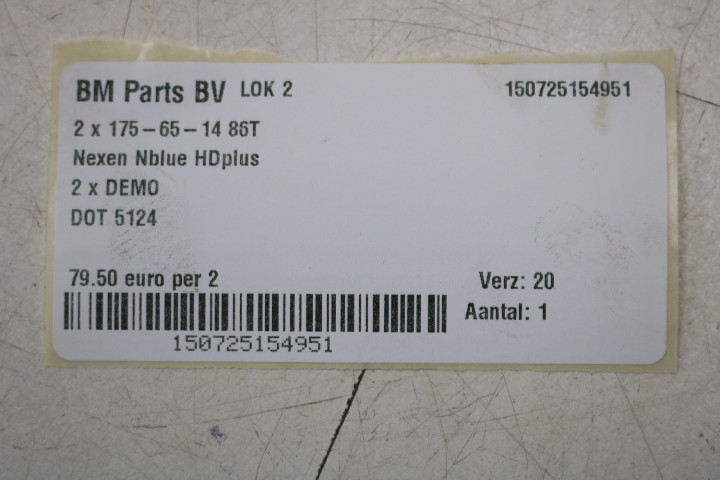 BM Parts BV LOK 2 150725154951
2 x 175-65-14 86T
Nexen Nblue HDplus
2 x DEMO
DOT 5124
79.50 euro per 2 Verz: 20
Aantal: 1
150725154951